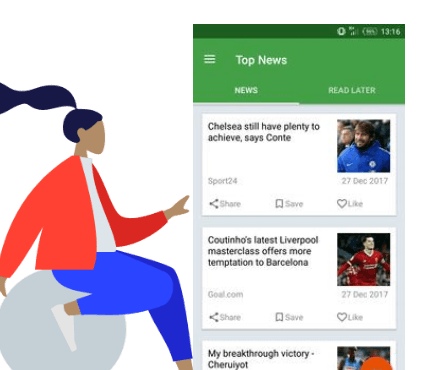 13:16
Top News
NEWS READ LATER
Chelsea still have plenty to
achieve, says Conte
Sport24 27 Dec 2017
Share Save Like
Coutinho's latest Liverpool
masterclass offers more
temptation to Barcelona
Goal.com 27 Dec 2017
Share Save Like
My breakthrough victory -
Cheruiyot